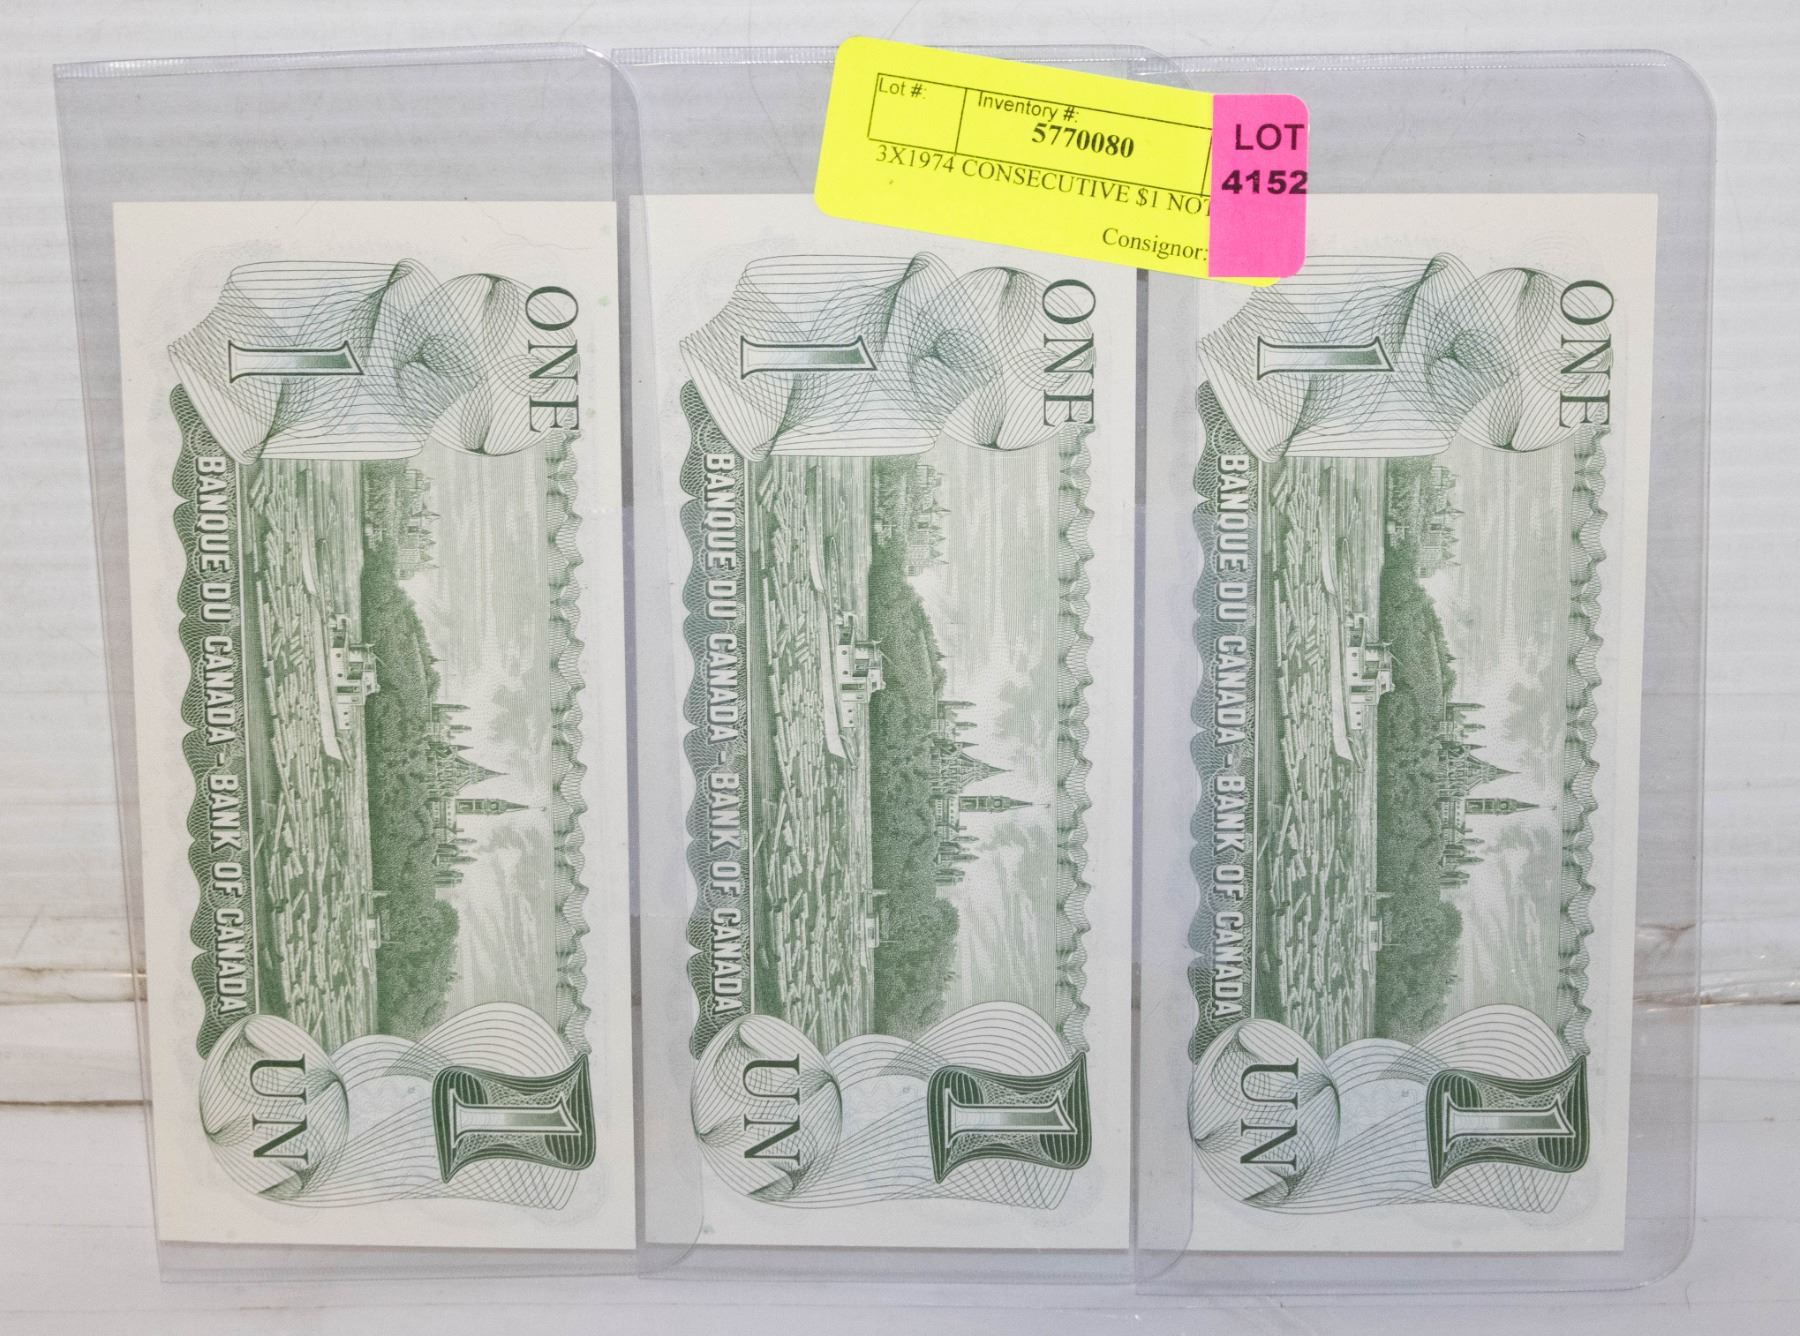 Lot #:
Inventory #:
5770080
3X1974 CONSECUTIVE $1
Consignor:
LOT
4152
ONE
1
BANQUE DU CANADA - BANK OF CANADA
UN
1
ONE
1
BANQUE DU CANADA - BANK OF CANADA
UN
1
ONE
1
BANQUE DU CANADA - BANK OF CANADA
UN
1